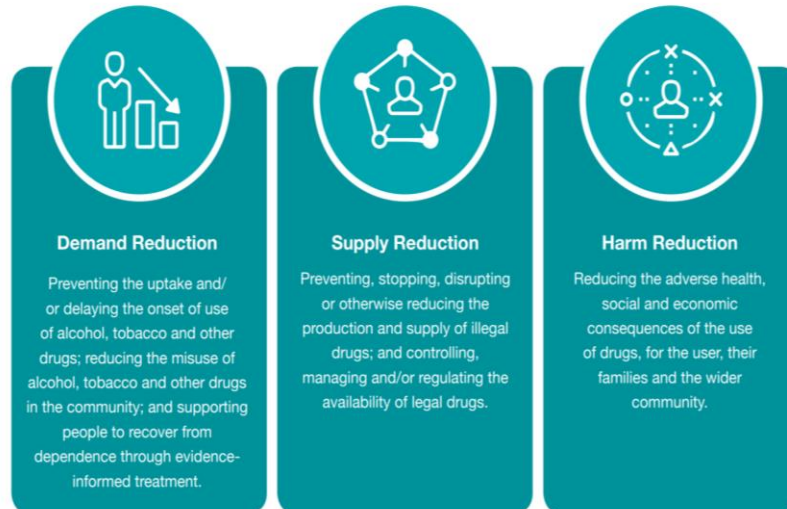 Demand Reduction
Preventing the uptake and/
or delaying the onset of use
of alcohol, tobacco and other
drugs; reducing the misuse of
alcohol, tobacco and other drugs
in the community; and supporting
people to recover from
dependence through evidence-
informed treatment.
Supply Reduction
Preventing, stopping, disrupting
or otherwise reducing the
production and supply of illegal
drugs; and controlling,
managing and/or regulating the
availability of legal drugs.
Harm Reduction
Reducing the adverse health,
social and economic
consequences of the use
of drugs, for the user, their
families and the wider
community.